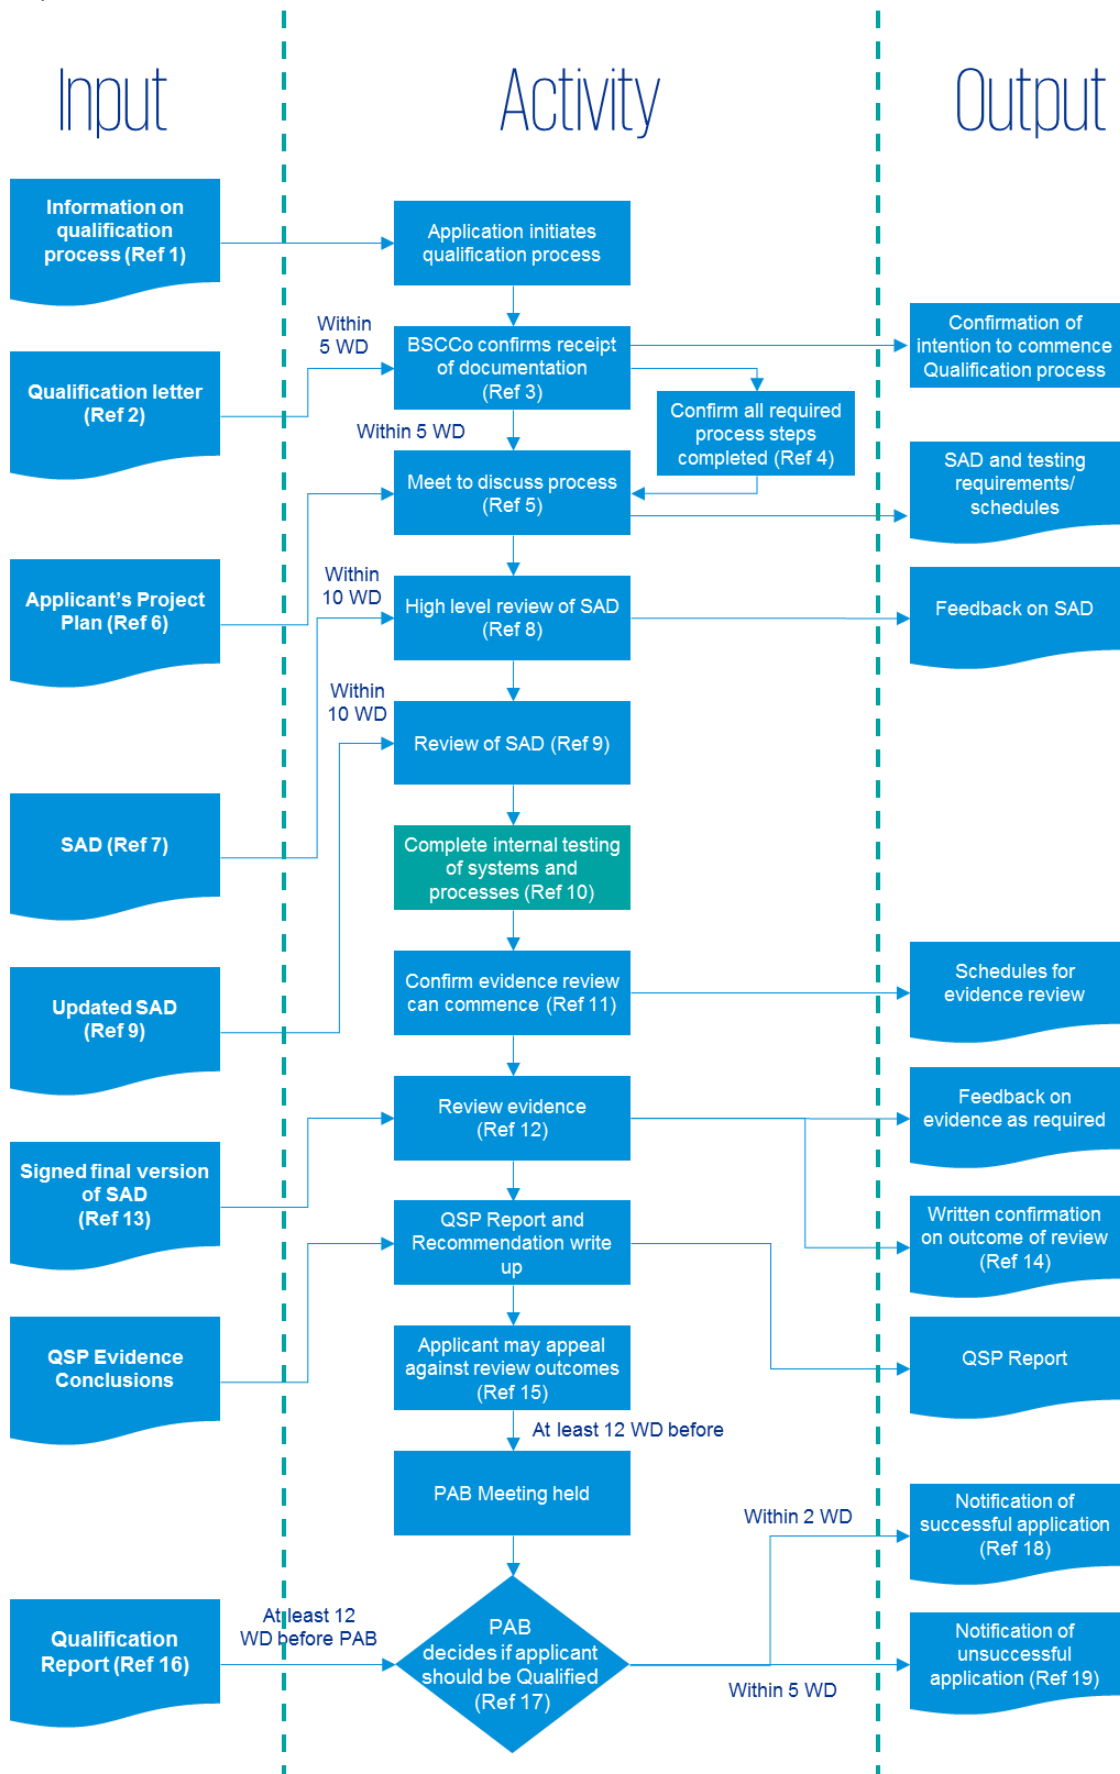 Input
Activity
Output
Information on
qualification
process (Ref 1)
Application initiates
qualification process
Within
5 WD
BSCCo confirms receipt
of documentation
(Ref 3)
Confirmation of
intention to commence
Qualification process
Qualification letter
(Ref 2)
Within 5 WD
Confirm all required
process steps
completed (Ref 4)
Meet to discuss process
(Ref 5)
SAD and testing
requirements/
schedules
Applicant's Project
Plan (Ref 6)
Within
10 WD
High level review of SAD
(Ref 8)
Feedback on SAD
Within
10 WD
Review of SAD (Ref 9)
SAD (Ref 7)
Complete internal testing
of systems and
processes (Ref 10)
Updated SAD
(Ref 9)
Confirm evidence review
can commence (Ref 11)
Schedules for
evidence review
Review evidence
(Ref 12)
Feedback on
evidence as required
Signed final version
of SAD
(Ref 13)
QSP Report and
Recommendation write
up
Written confirmation
on outcome of review
(Ref 14)
QSP Evidence
Conclusions
Applicant may appeal
against review outcomes
(Ref 15)
QSP Report
At least 12 WD before
PAB Meeting held
Within 2 WD
Notification of
successful application
(Ref 18)
Qualification
Report (Ref 16)
At least 12
WD before PAB
PAB
decides if applicant
should be Qualified
(Ref 17)
Within 5 WD
Notification of
unsuccessful
application (Ref 19)